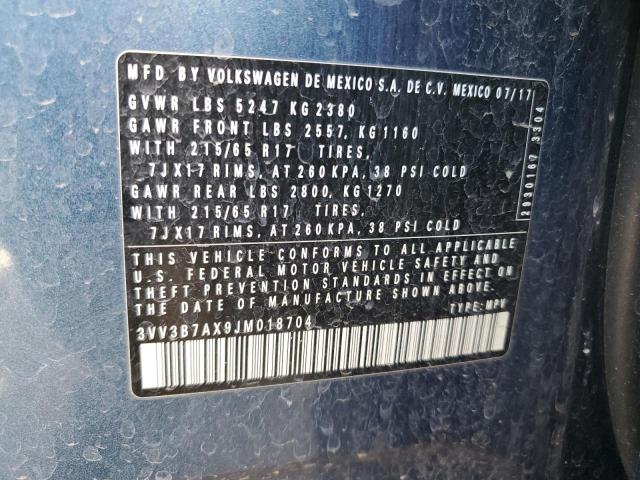 MFD BY VOLKSWAGEN DE MEXICO S.A. DE C.V. MEXICO 07/17
GVWR LBS 5247 KG 2380
GAWR FRONT LBS 2557, KG 1160
WITH 215/65 R17 TIRES,
7JX17 RIMS, AT 260 KPA, 38 PSI COLD
GAWR REAR LBS 2800, KG 1270
WITH 215/65 R17 TIRES,
7JX17 RIMS, AT 260 KPA, 38 PSI COLD
THIS VEHICLE CONFORMS TO ALL APPLICABLE
U.S. FEDERAL MOTOR VEHICLE SAFETY AND
THEFT PREVENTION STANDARDS IN EFFECT ON
THE DATE OF MANUFACTURE SHOWN ABOVE.
3VV3B7AX9JM018704 TYPE: MPV
2930167 3304